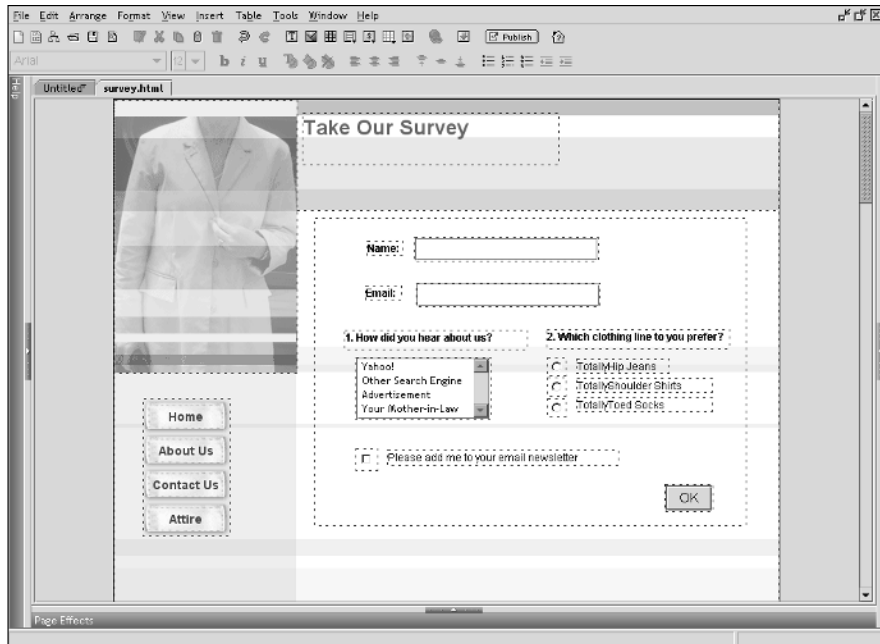 File Edit Arrange Format View Insert Table Tools Window Help
Publish
Arial 12 b i u
Help
Untitled* survey.html
Take Our Survey
Name:
Email:
1. How did you hear about us?
2. Which clothing line to you prefer?
Yahoo!
Other Search Engine
Advertisement
Your Mother-in-Law
TotallyHip Jeans
TotallyShoulder Shirts
TotallyToed Socks
Please add me to your email newsletter
OK
Home
About Us
Contact Us
Attire
Page Effects